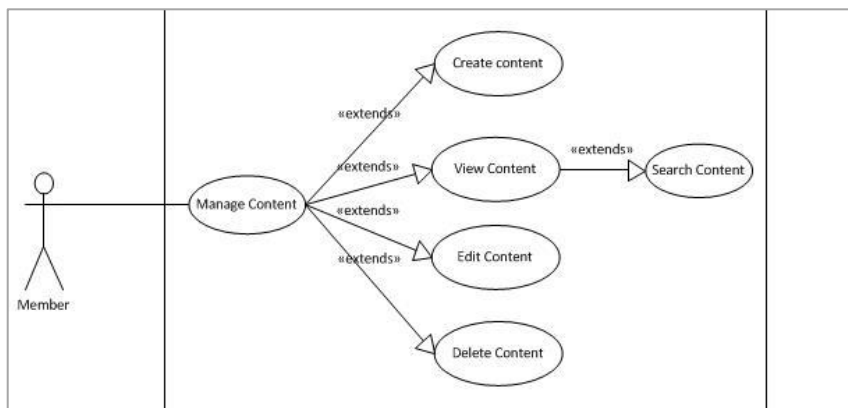 Create content
«extends»
«extends»
View Content
«extends»
Search Content
Manage Content
«extends»
Edit Content
«extends»
Member
Delete Content